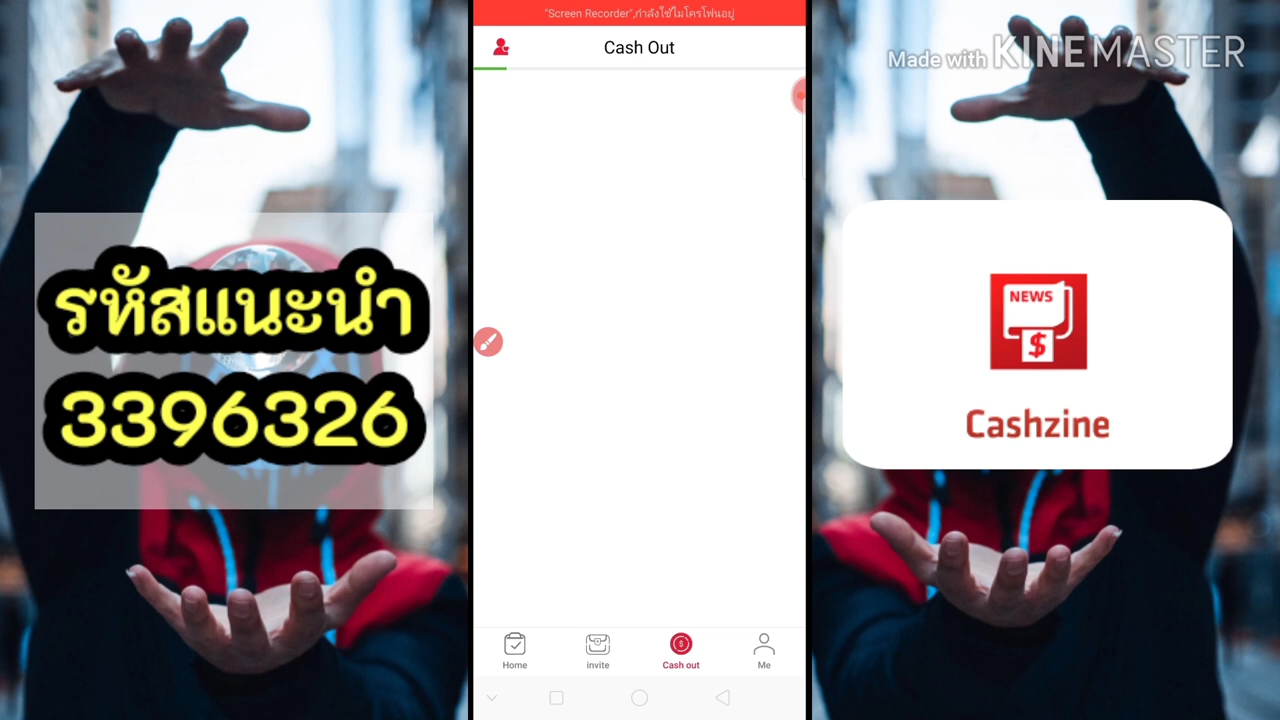 "Screen Recorder",กำลังใช้ไมโครโฟนอยู่
Cash Out
Made with KINEMASTER
รหัสแนะนำ
3396326
NEWS
$
Cashzine
$
Home
invite
Cash out
Me